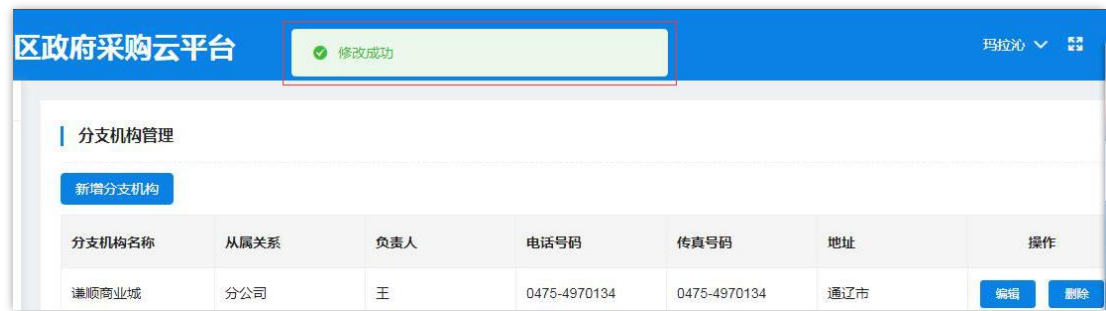 区政府采购云平台
修改成功
玛拉沁
分支机构管理
新增分支机构
分支机构名称 从属关系 负责人 电话号码 传真号码 地址 操作
谦顺商业城 分公司 王 0475-4970134 0475-4970134 通辽市 编辑 删除